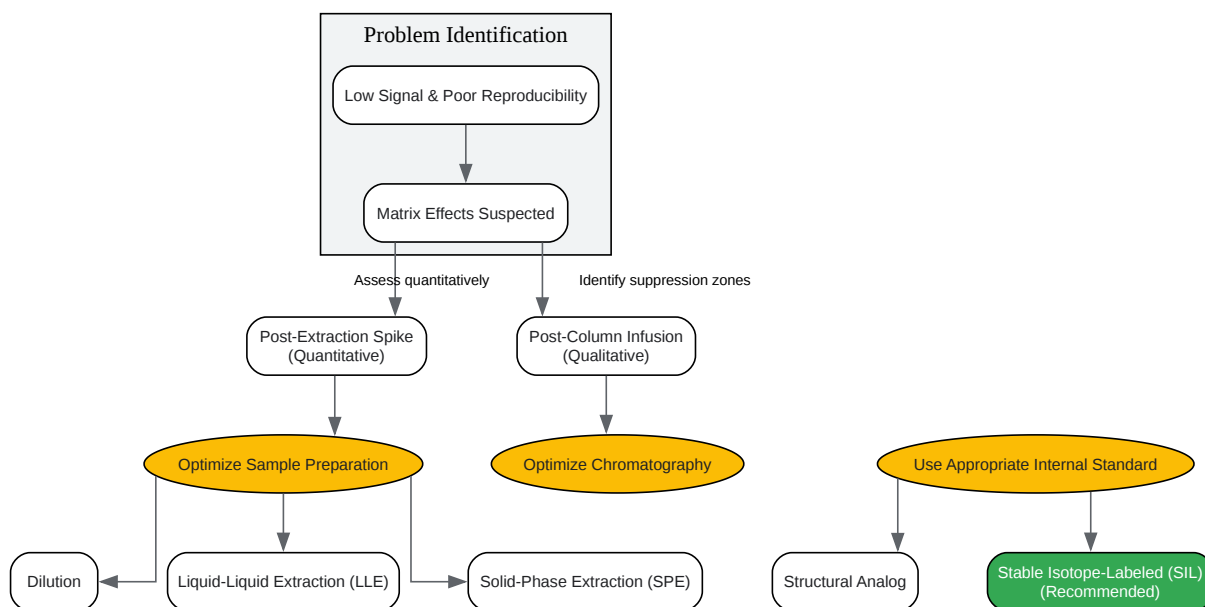 Problem Identification
Low Signal & Poor Reproducibility
Matrix Effects Suspected
Assess quantitatively
Identify suppression zones
Post-Extraction Spike
(Quantitative)
Post-Column Infusion
(Qualitative)
Optimize Sample Preparation
Optimize Chromatography
Use Appropriate Internal Standard
Dilution
Liquid-Liquid Extraction (LLE)
Solid-Phase Extraction (SPE)
Structural Analog
Stable Isotope-Labeled (SIL)
(Recommended)